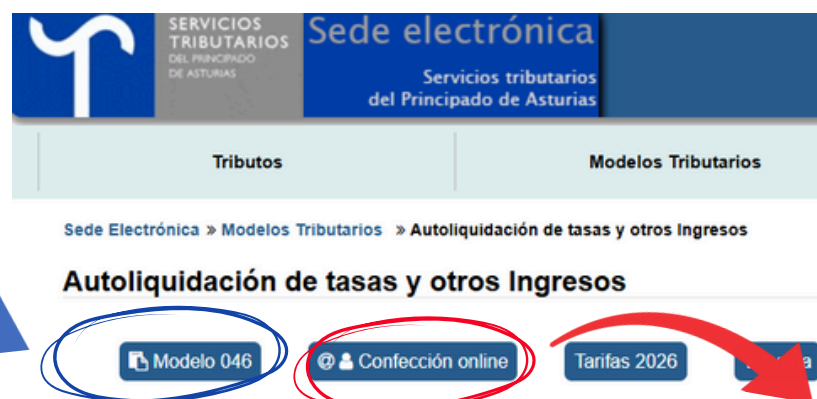 SERVICIOS
TRIBUTARIOS
DEL PRINCIPADO
DE ASTURIAS
Sede electrónica
Servicios tributarios
del Principado de Asturias
Tributos
Modelos Tributarios
Sede Electrónica » Modelos Tributarios » Autoliquidación de tasas y otros Ingresos
Autoliquidación de tasas y otros Ingresos
Modelo 046
@ Confección online
Tarifas 2026